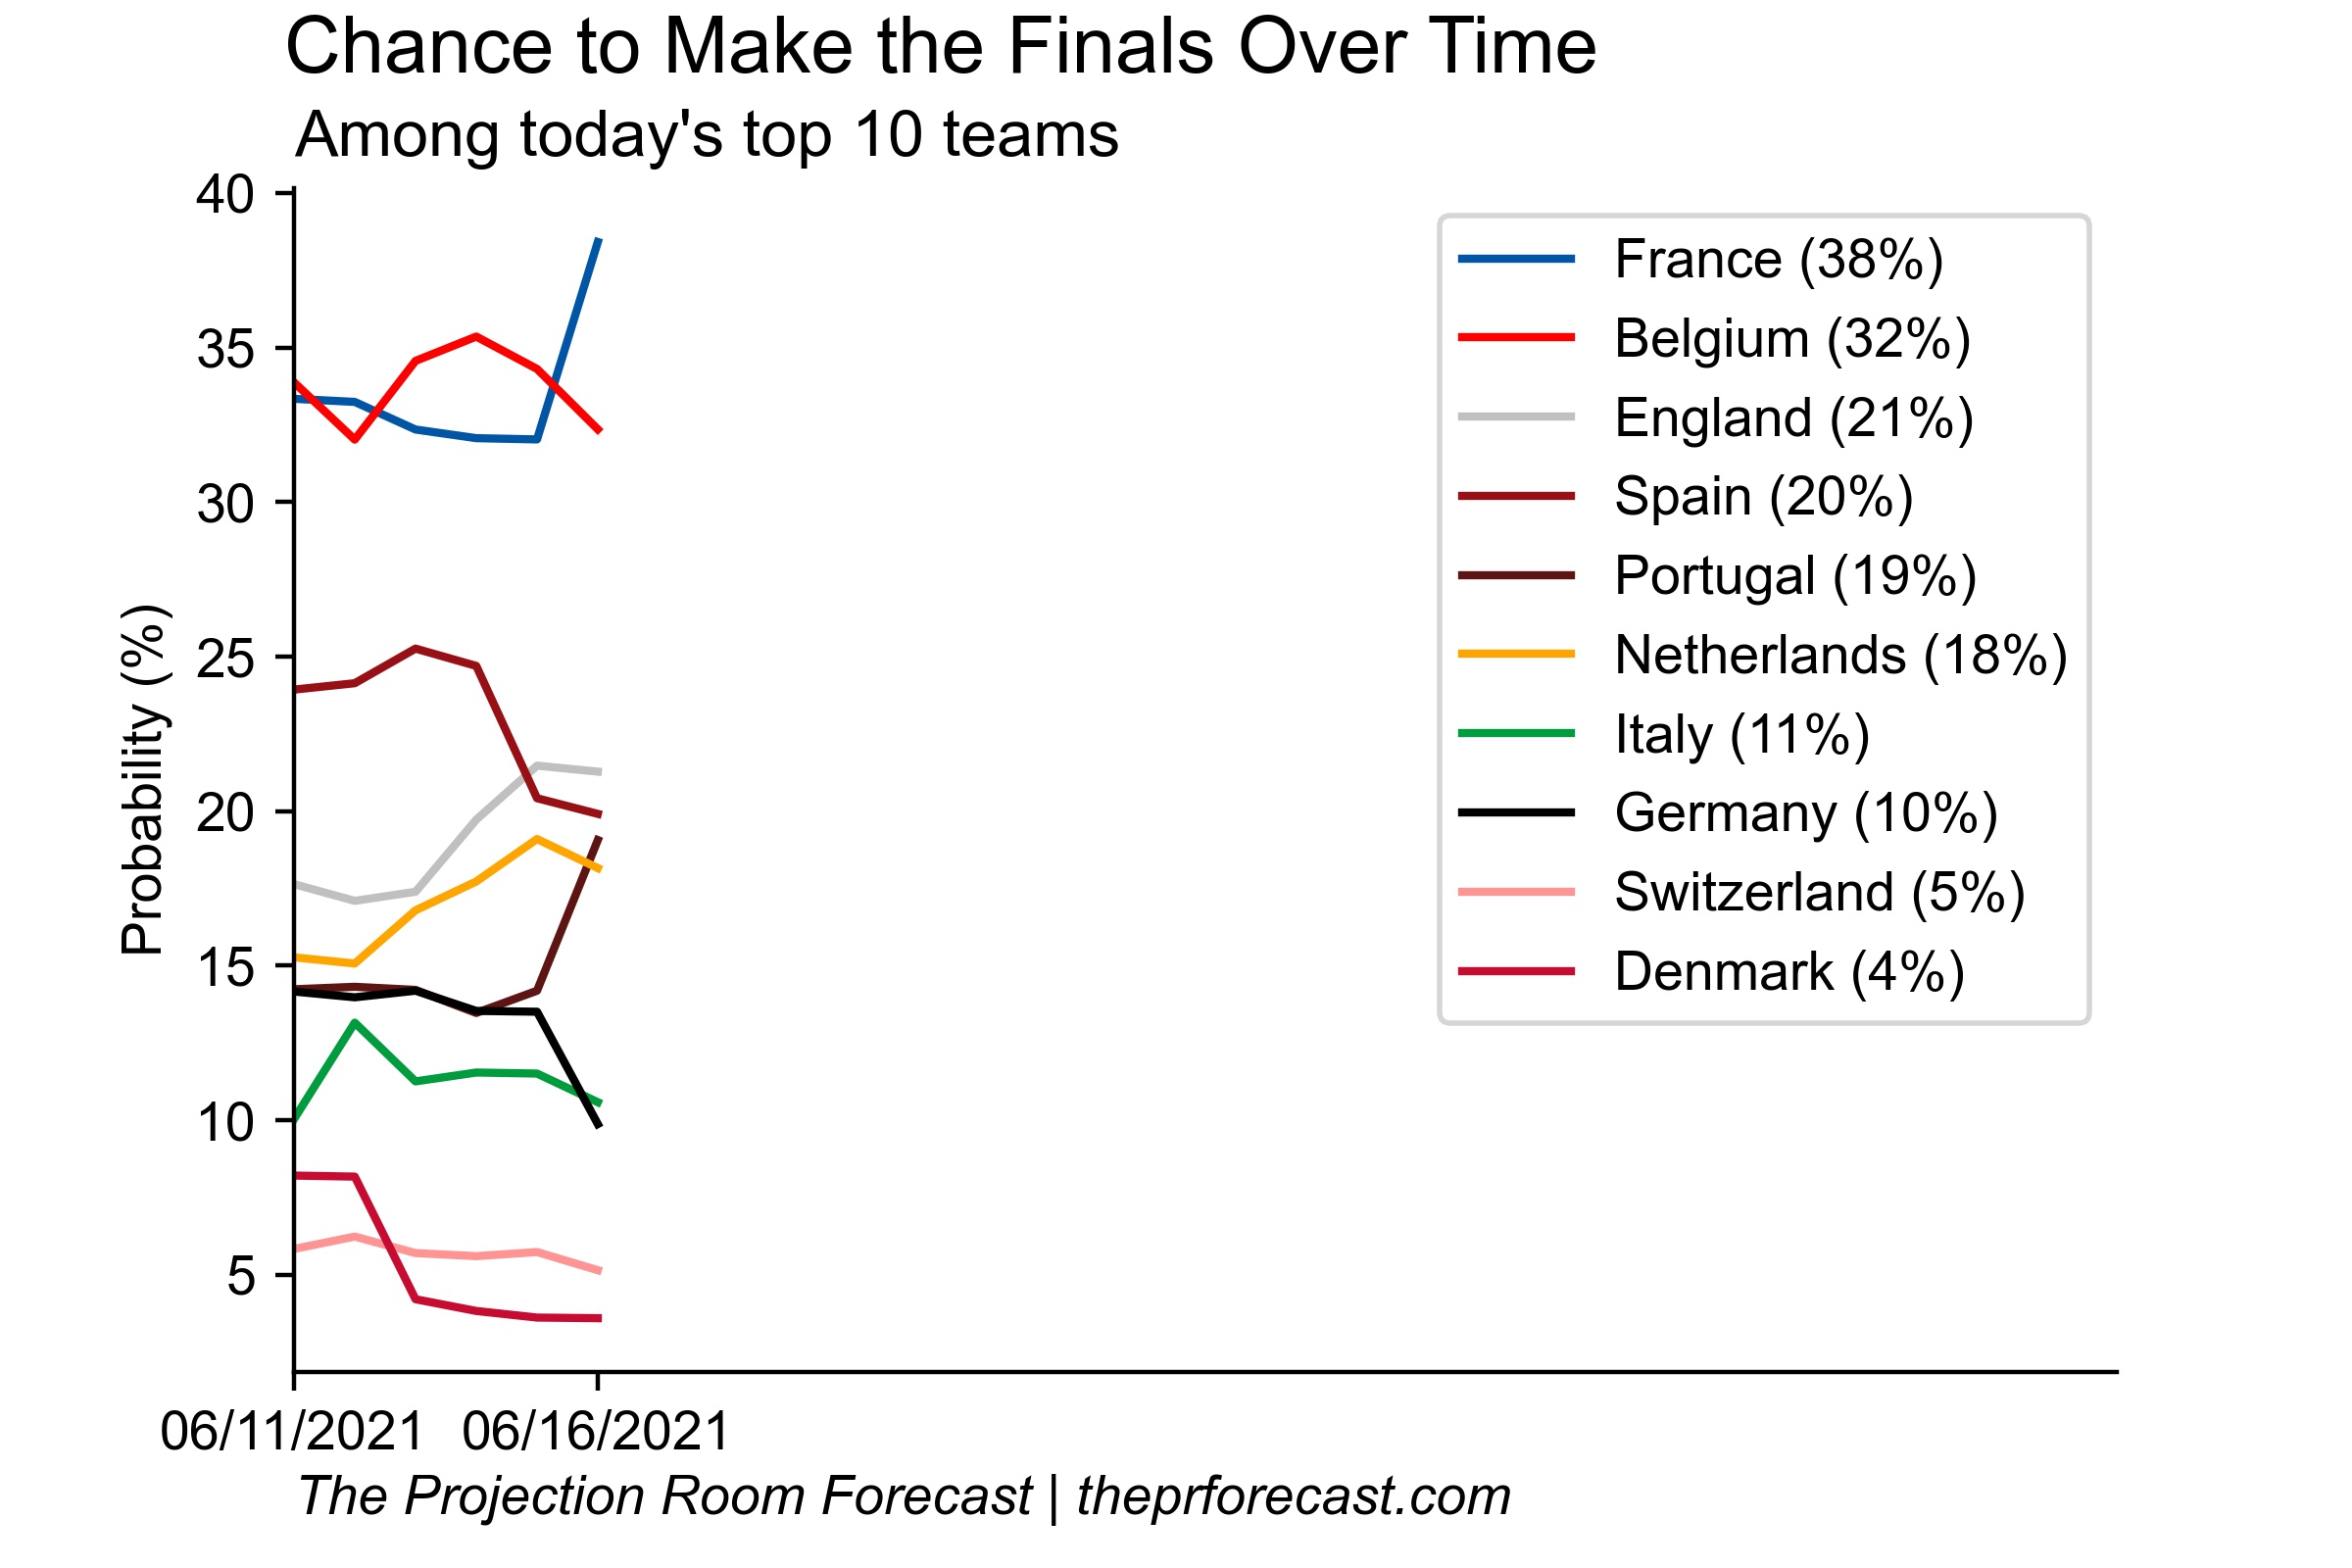 Chance to Make the Finals Over Time
Among today's top 10 teams
40
35
30
25
20
15
10
5
Probability (%)
France (38%)
Belgium (32%)
England (21%)
Spain (20%)
Portugal (19%)
Netherlands (18%)
Italy (11%)
Germany (10%)
Switzerland (5%)
Denmark (4%)
06/11/2021 06/16/2021
The Projection Room Forecast | theprforecast.com